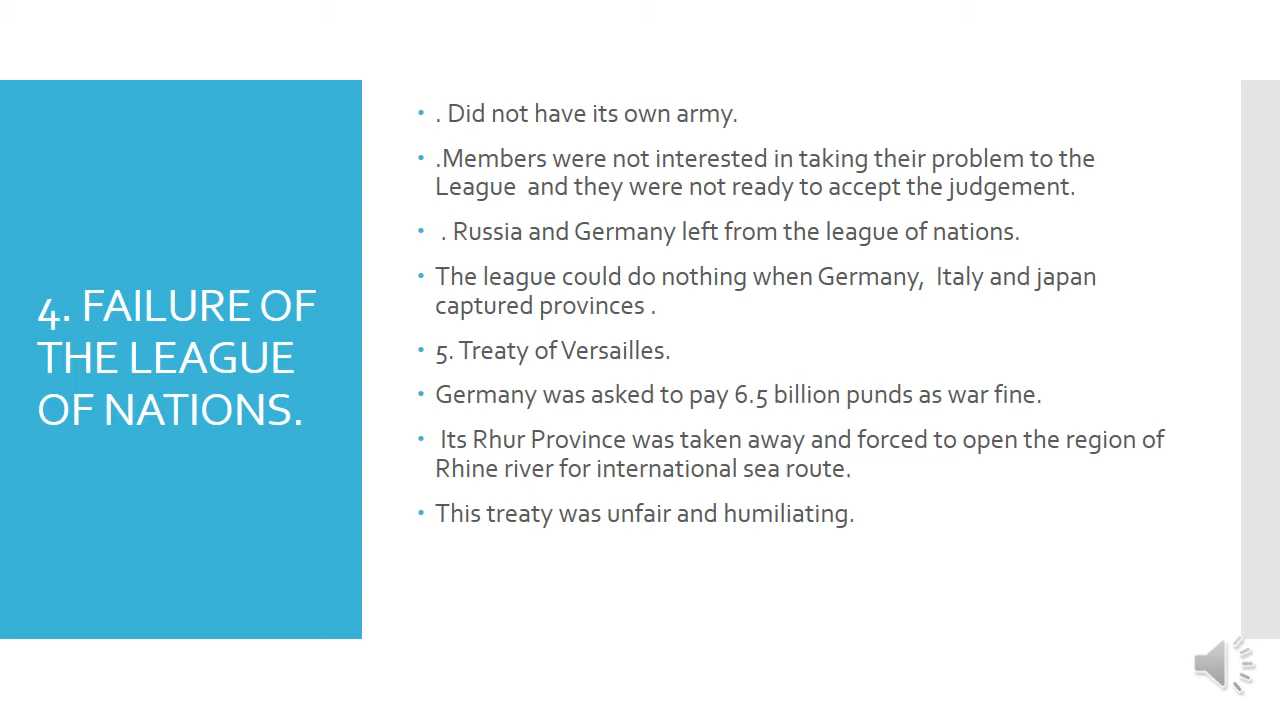 4. FAILURE OF
THE LEAGUE
OF NATIONS.
. Did not have its own army.
.Members were not interested in taking their problem to the
League and they were not ready to accept the judgement.
. Russia and Germany left from the league of nations.
The league could do nothing when Germany, Italy and japan
captured provinces .
5. Treaty of Versailles.
Germany was asked to pay 6.5 billion punds as war fine.
Its Rhur Province was taken away and forced to open the region of
Rhine river for international sea route.
This treaty was unfair and humiliating.